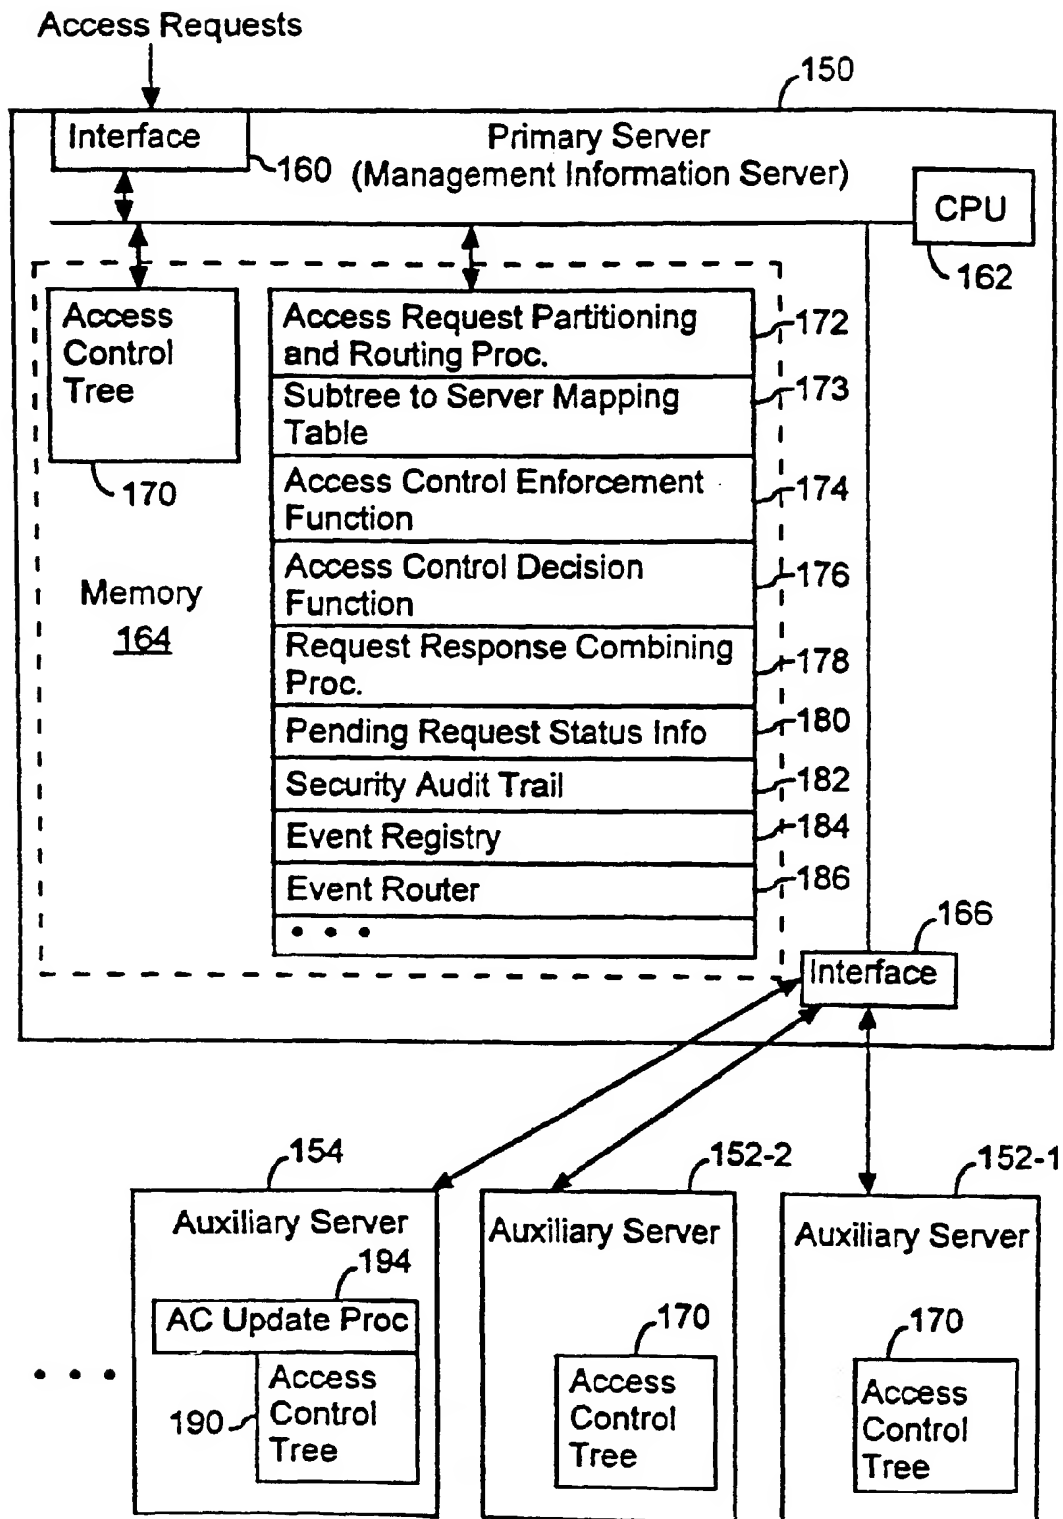 Access Requests
150
Interface
160
Primary Server
(Management Information Server)
CPU
162
Access
Control
Tree
170
Memory
164
Access Request Partitioning
and Routing Proc.
172
Subtree to Server Mapping
Table
173
Access Control Enforcement
Function
174
Access Control Decision
Function
176
Request Response Combining
Proc.
178
Pending Request Status Info
180
Security Audit Trail
182
Event Registry
184
Event Router
186
• • •
166
Interface
154
Auxiliary Server
194
AC Update Proc
190
Access
Control
Tree
• • •
152-2
Auxiliary Server
170
Access
Control
Tree
152-1
Auxiliary Server
170
Access
Control
Tree